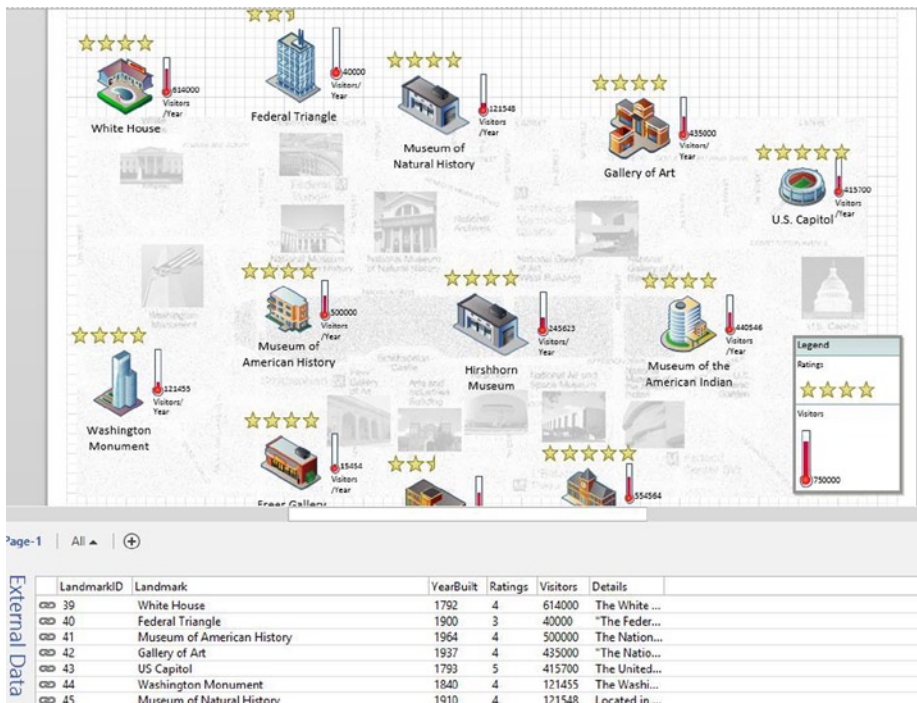 614000
Visitors
/Year
White House
40000
Visitors/
Year
Federal Triangle
121548
Visitors
/Year
Museum of
Natural History
435000
Visitors/
Year
Gallery of Art
415700
Visitors
/Year
U.S. Capitol
500000
Visitors
/Year
Museum of
American History
245623
Visitors/
Year
Hirshhorn
Museum
440546
Visitors
/Year
Museum of the
American Indian
121455
Visitors/
Year
Washington
Monument
15454
Visitors
/Year
Freer Gallery
554564
Visitors
Legend
Ratings
Visitors
750000
Page-1 All
External Data
LandmarkID Landmark YearBuilt Ratings Visitors Details
39 White House 1792 4 614000 The White ...
40 Federal Triangle 1900 3 40000 "The Feder...
41 Museum of American History 1964 4 500000 The Nation...
42 Gallery of Art 1937 4 435000 "The Natio...
43 US Capitol 1793 5 415700 The United...
44 Washington Monument 1840 4 121455 The Washi...
45 Museum of Natural History 1910 4 121548 Located in ...